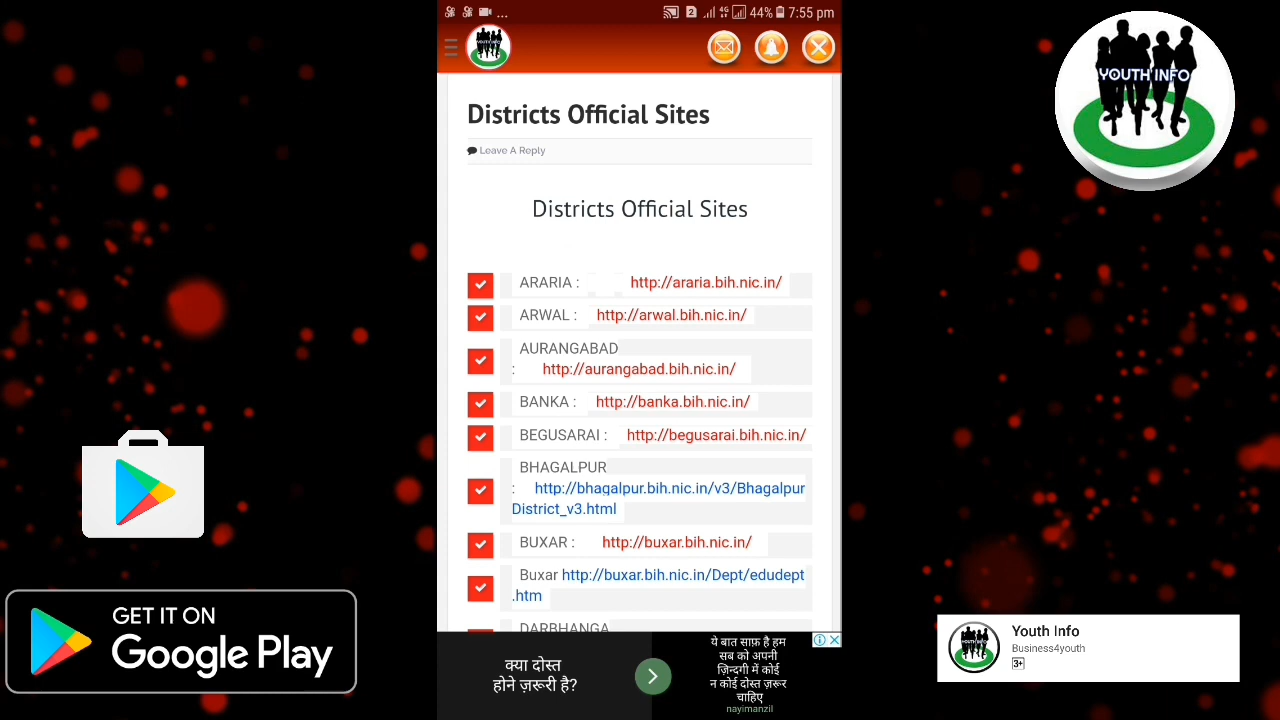 ... 2 4G 44% 7:55 pm
YOUTH INFO
Districts Official Sites
Leave A Reply
Districts Official Sites
ARARIA : http://araria.bih.nic.in/
ARWAL : http://arwal.bih.nic.in/
AURANGABAD
: http://aurangabad.bih.nic.in/
BANKA : http://banka.bih.nic.in/
BEGUSARAI : http://begusarai.bih.nic.in/
BHAGALPUR
: http://bhagalpur.bih.nic.in/v3/Bhagalpur
District_v3.html
BUXAR : http://buxar.bih.nic.in/
Buxar http://buxar.bih.nic.in/Dept/edudept
.htm
DARBHANGA
क्या दोस्त
होने ज़रूरी है?
ये बात साफ़ है हम
सब को अपनी
ज़िन्दगी में कोई
न कोई दोस्त ज़रूर
चाहिए
nayimanzil
GET IT ON
Google Play
Youth Info
Business4youth
3+